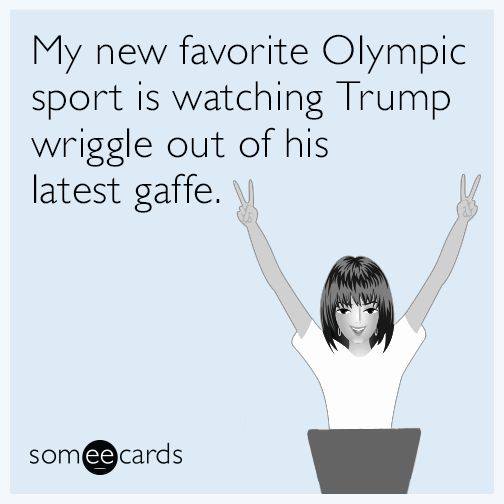 My new favorite Olympic
sport is watching Trump
wriggle out of his
latest gaffe.
someecards